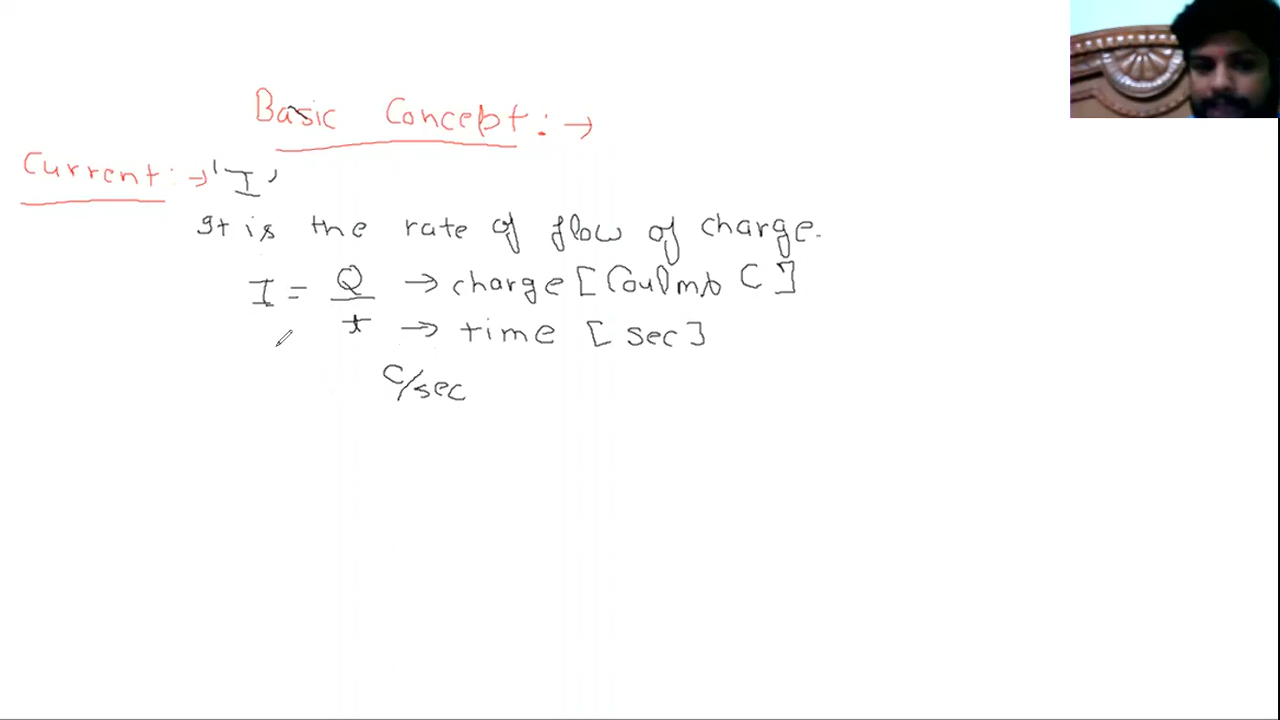 Basic Concept:→
Current:→ 'I'
It is the rate of flow of charge.
I = Q/t → charge [Coulmb C]
→ time [sec]
C/sec